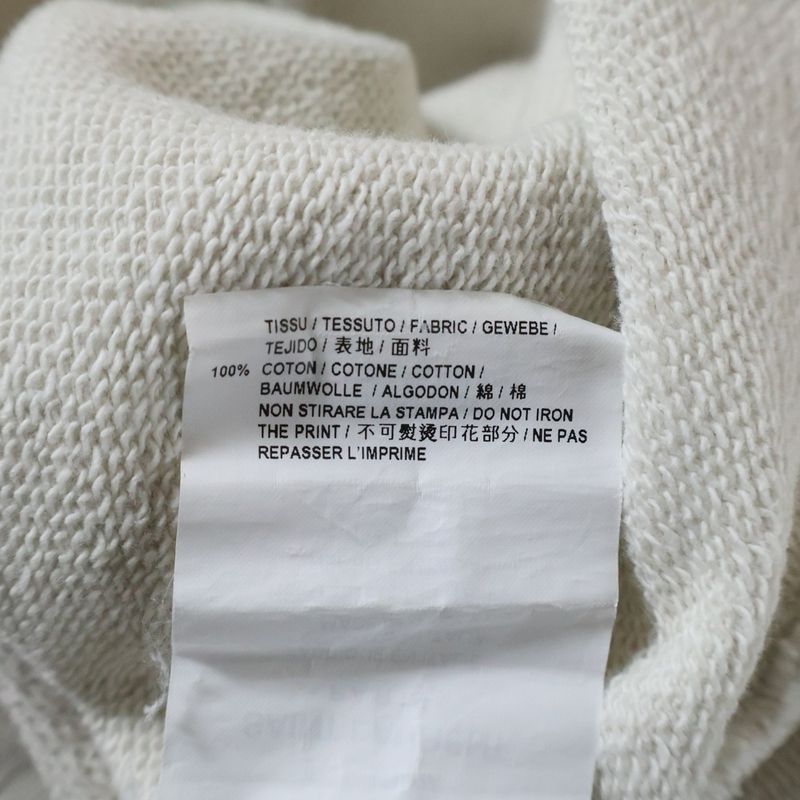 TISSU / TESSUTO / FABRIC / GEWEBE /
TEJIDO / 表地 / 面料
100% COTON / COTONE / COTTON /
BAUMWOLLE / ALGODON / 綿 / 棉
NON STIRARE LA STAMPA / DO NOT IRON
THE PRINT / 不可熨烫印花部分 / NE PAS
REPASSER L'IMPRIME